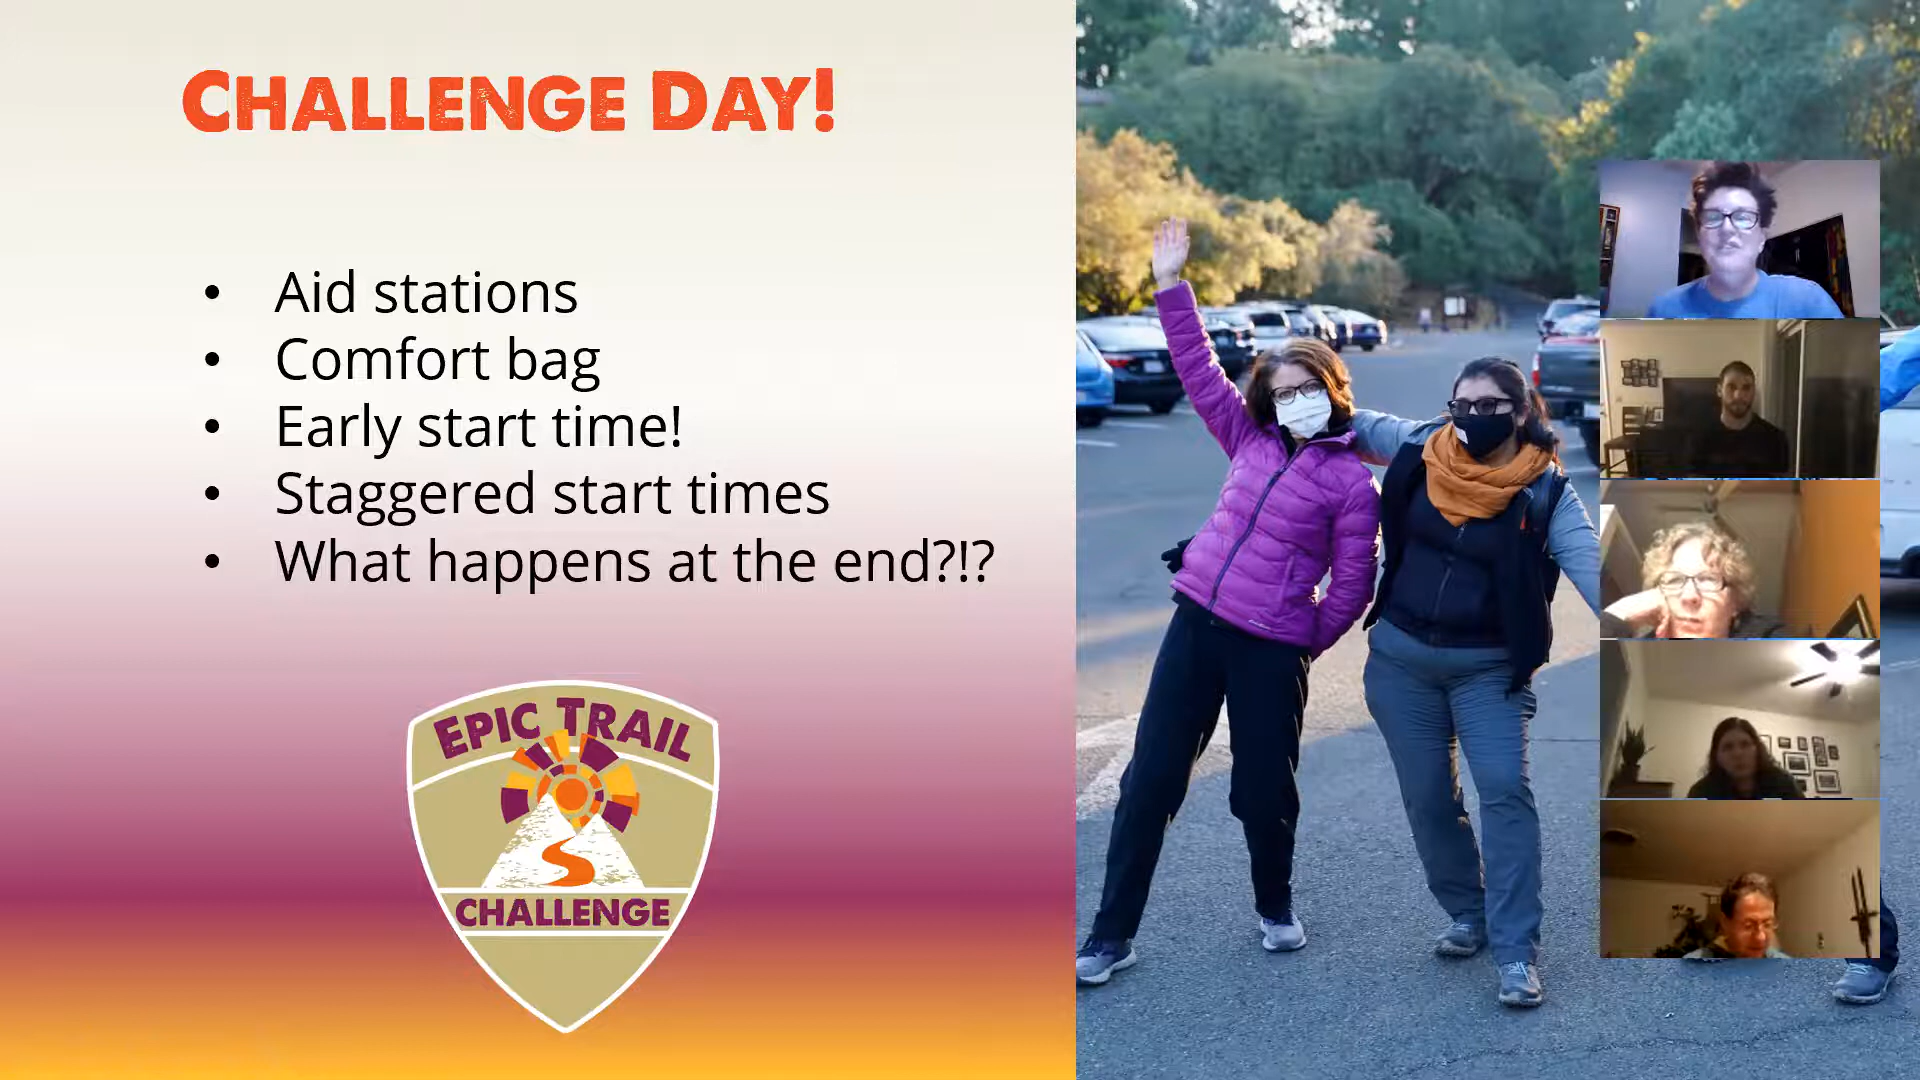 CHALLENGE DAY!
• Aid stations
• Comfort bag
• Early start time!
• Staggered start times
• What happens at the end?!?
EPIC TRAIL
CHALLENGE